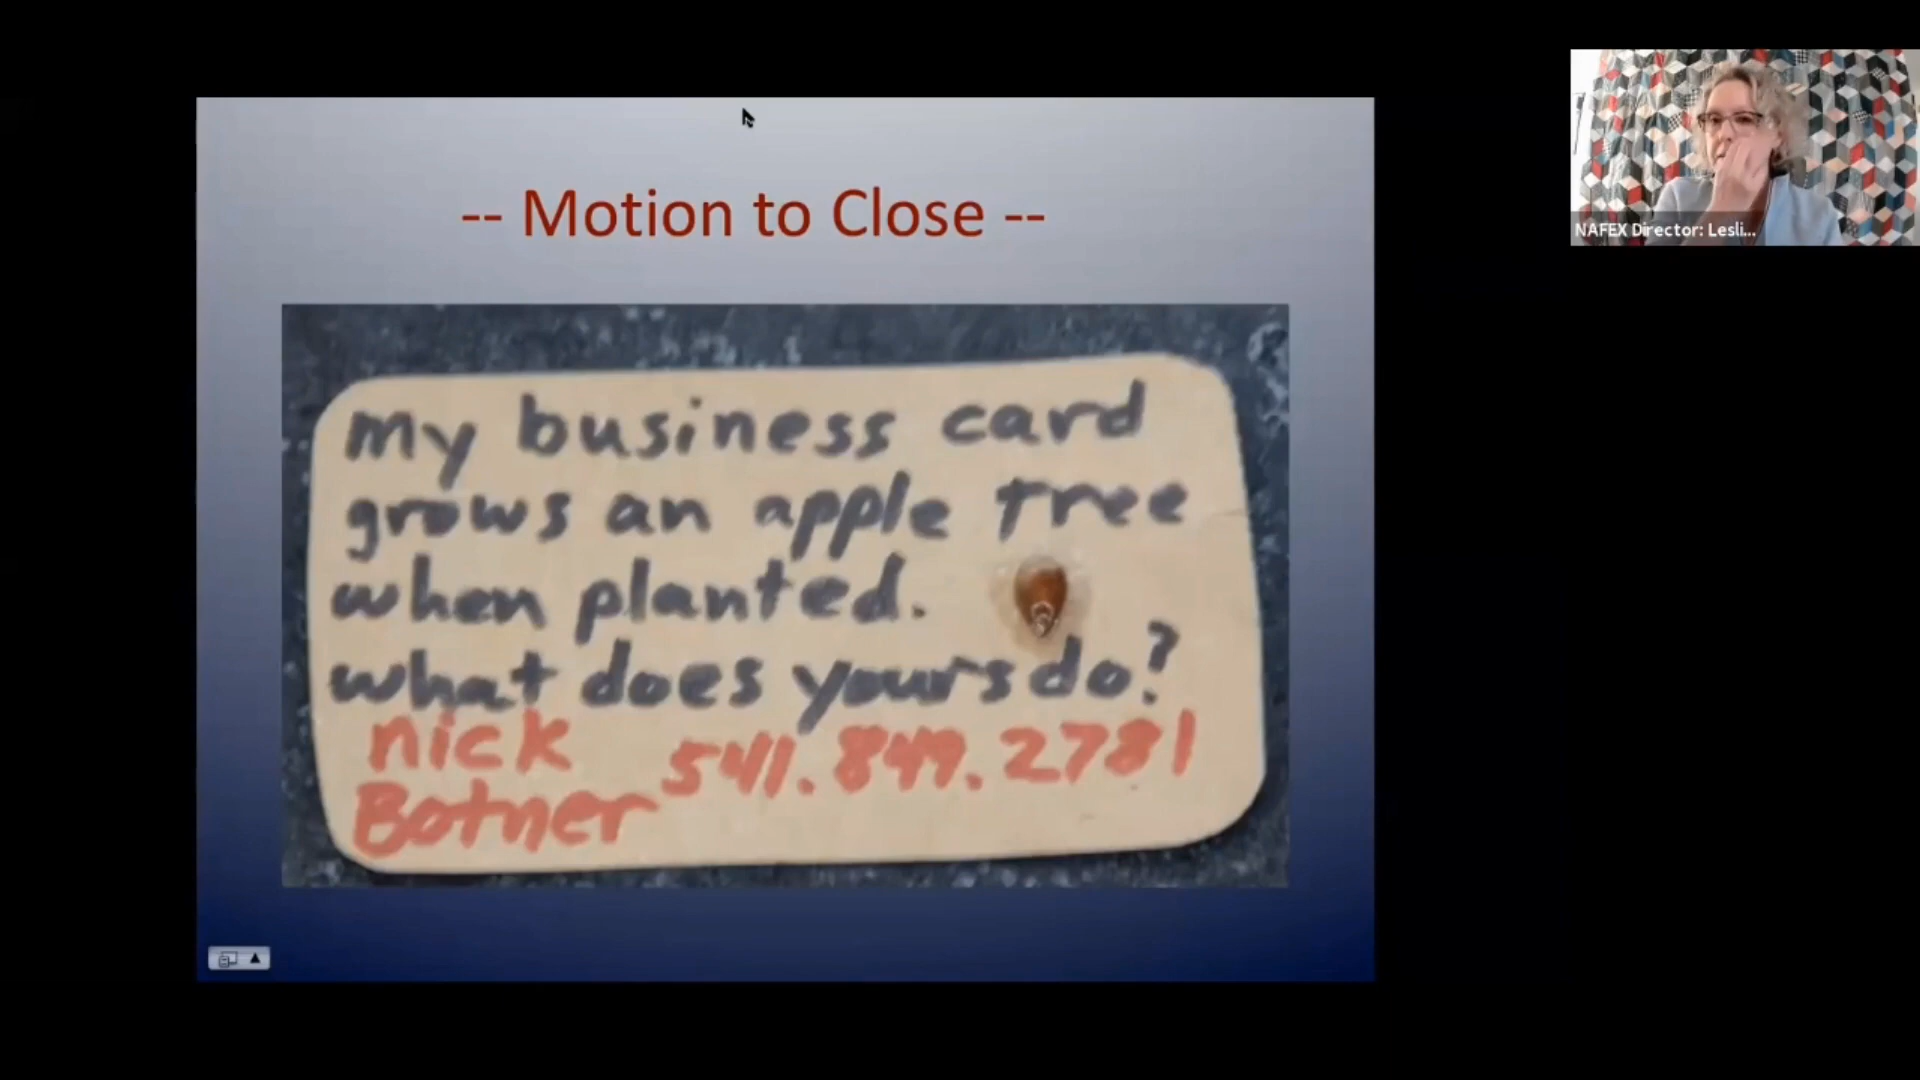 -- Motion to Close --
NAFEX Director: Lesli...
my business card
grows an apple tree
when planted.
what does yours do?
nick 541.849.2781
Botner